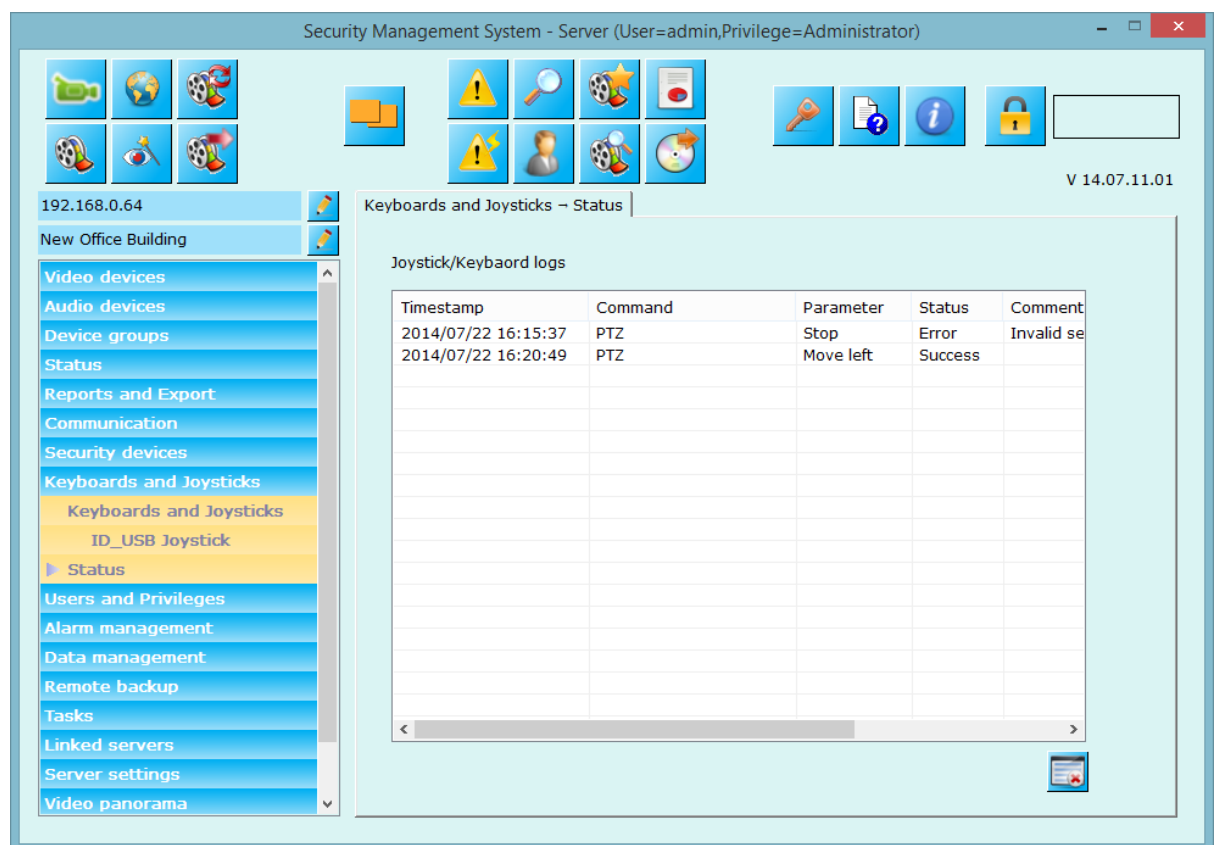 Security Management System - Server (User=admin,Privilege=Administrator)
V 14.07.11.01
192.168.0.64
New Office Building
Video devices
Audio devices
Device groups
Status
Reports and Export
Communication
Security devices
Keyboards and Joysticks
Keyboards and Joysticks
ID_USB Joystick
Status
Users and Privileges
Alarm management
Data management
Remote backup
Tasks
Linked servers
Server settings
Video panorama
Keyboards and Joysticks → Status
Joystick/Keybaord logs
Timestamp Command Parameter Status Comment
2014/07/22 16:15:37 PTZ Stop Error Invalid se
2014/07/22 16:20:49 PTZ Move left Success